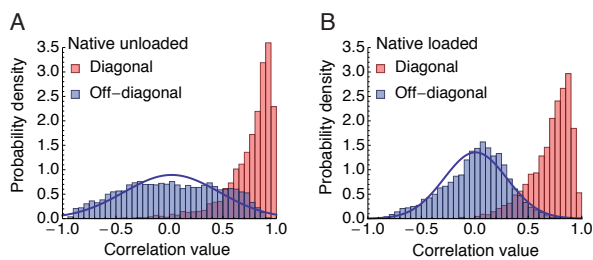 A
Native unloaded
Diagonal
Off-diagonal
Probability density
3.5
3.0
2.5
2.0
1.5
1.0
0.5
0.0
−1.0 −0.5 0.0 0.5 1.0
Correlation value
B
Native loaded
Diagonal
Off-diagonal
Probability density
3.5
3.0
2.5
2.0
1.5
1.0
0.5
0.0
−1.0 −0.5 0.0 0.5 1.0
Correlation value